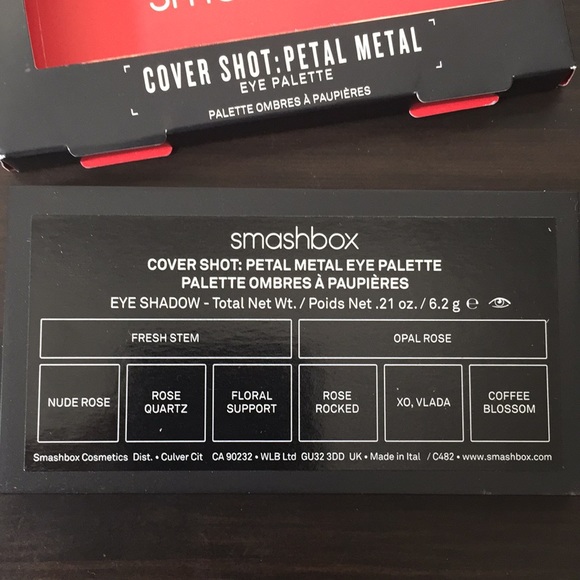 COVER SHOT: PETAL METAL
EYE PALETTE
PALETTE OMBRES À PAUPIÈRES
smashbox
COVER SHOT: PETAL METAL EYE PALETTE
PALETTE OMBRES À PAUPIÈRES
EYE SHADOW - Total Net Wt. / Poids Net .21 oz. / 6.2 g ℮
FRESH STEM
OPAL ROSE
NUDE ROSE
ROSE
QUARTZ
FLORAL
SUPPORT
ROSE
ROCKED
XO, VLADA
COFFEE
BLOSSOM
Smashbox Cosmetics Dist. • Culver Cit CA 90232 • WLB Ltd GU32 3DD UK • Made in Ital / C482 • www.smashbox.com